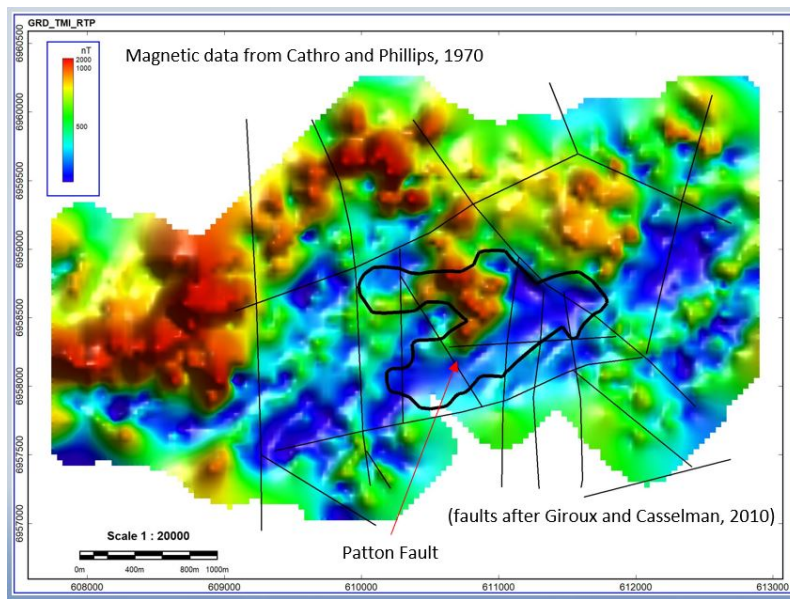 GRD_TMI_RTP
nT
2000
1000
500
Magnetic data from Cathro and Phillips, 1970
6960500
6960000
6959500
6959000
6958500
6958000
6957500
6957000
(faults after Giroux and Casselman, 2010)
Patton Fault
Scale 1 : 20000
0m 400m 800m 1000m
608000 609000 610000 611000 612000 613000